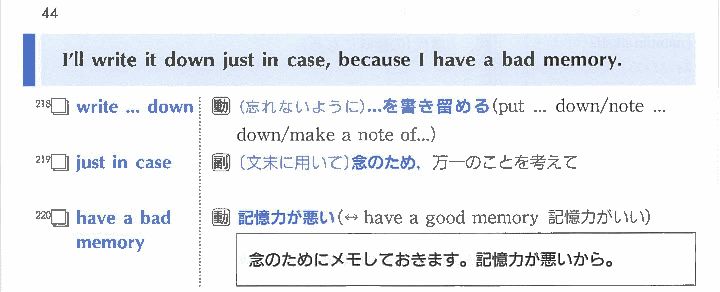 44
I'll write it down just in case, because I have a bad memory.
218 □ write ... down 動 (忘れないように)...を書き留める(put ... down/note ...
down/make a note of...)
219 □ just in case 副 (文末に用いて)念のため，万一のことを考えて
220 □ have a bad 動 記憶力が悪い(↔ have a good memory 記憶力がいい)
memory
念のためにメモしておきます。記憶力が悪いから。